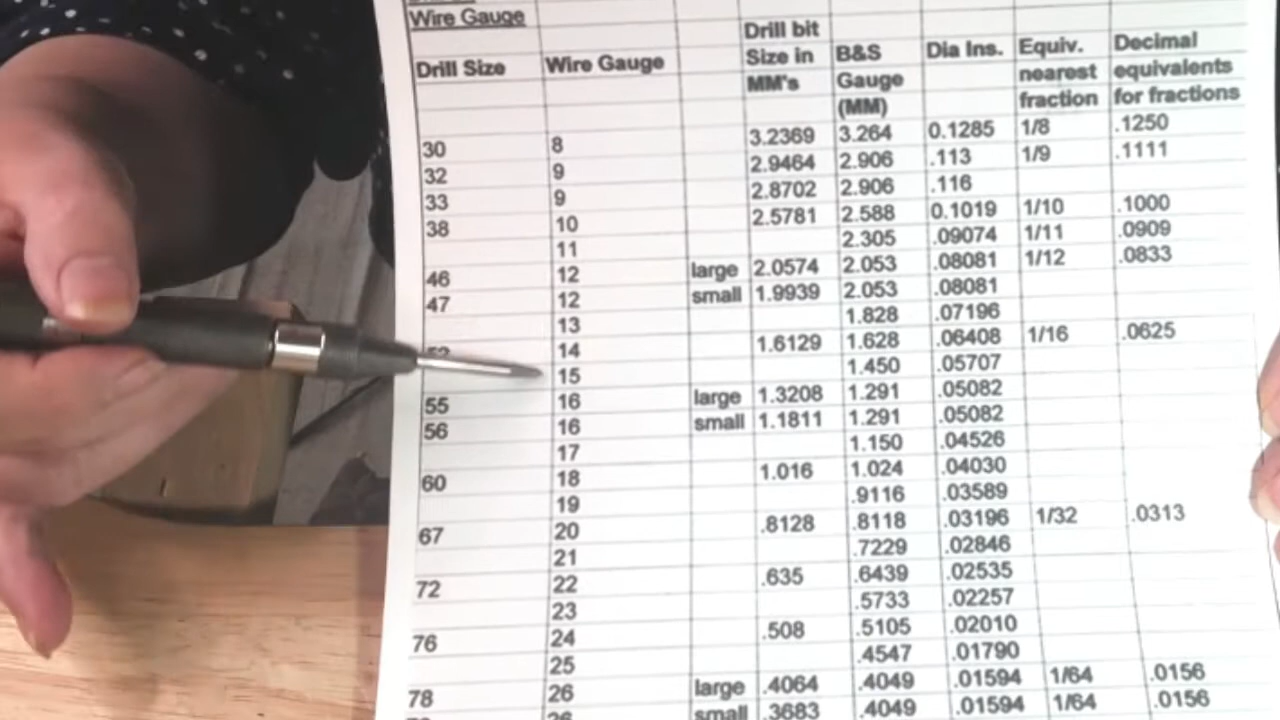 Wire Gauge
Drill Size Wire Gauge Drill bit Size in MM's B&S Gauge (MM) Dia Ins. Equiv. nearest fraction Decimal equivalents for fractions
30 8 3.2369 3.264 0.1285 1/8 .1250
32 9 2.9464 2.906 .113 1/9 .1111
33 9 2.8702 2.906 .116
38 10 2.5781 2.588 0.1019 1/10 .1000
11 2.305 .09074 1/11 .0909
46 12 large 2.0574 2.053 .08081 1/12 .0833
47 12 small 1.9939 2.053 .08081
13 1.828 .07196
14 1.6129 1.628 .06408 1/16 .0625
15 1.450 .05707
55 16 large 1.3208 1.291 .05082
56 16 small 1.1811 1.291 .05082
17 1.150 .04526
60 18 1.016 1.024 .04030
19 .9116 .03589
67 20 .8128 .8118 .03196 1/32 .0313
21 .7229 .02846
72 22 .635 .6439 .02535
23 .5733 .02257
76 24 .508 .5105 .02010
25 .4547 .01790
78 26 large .4064 .4049 .01594 1/64 .0156
26 small .3683 .4049 .01594 1/64 .0156